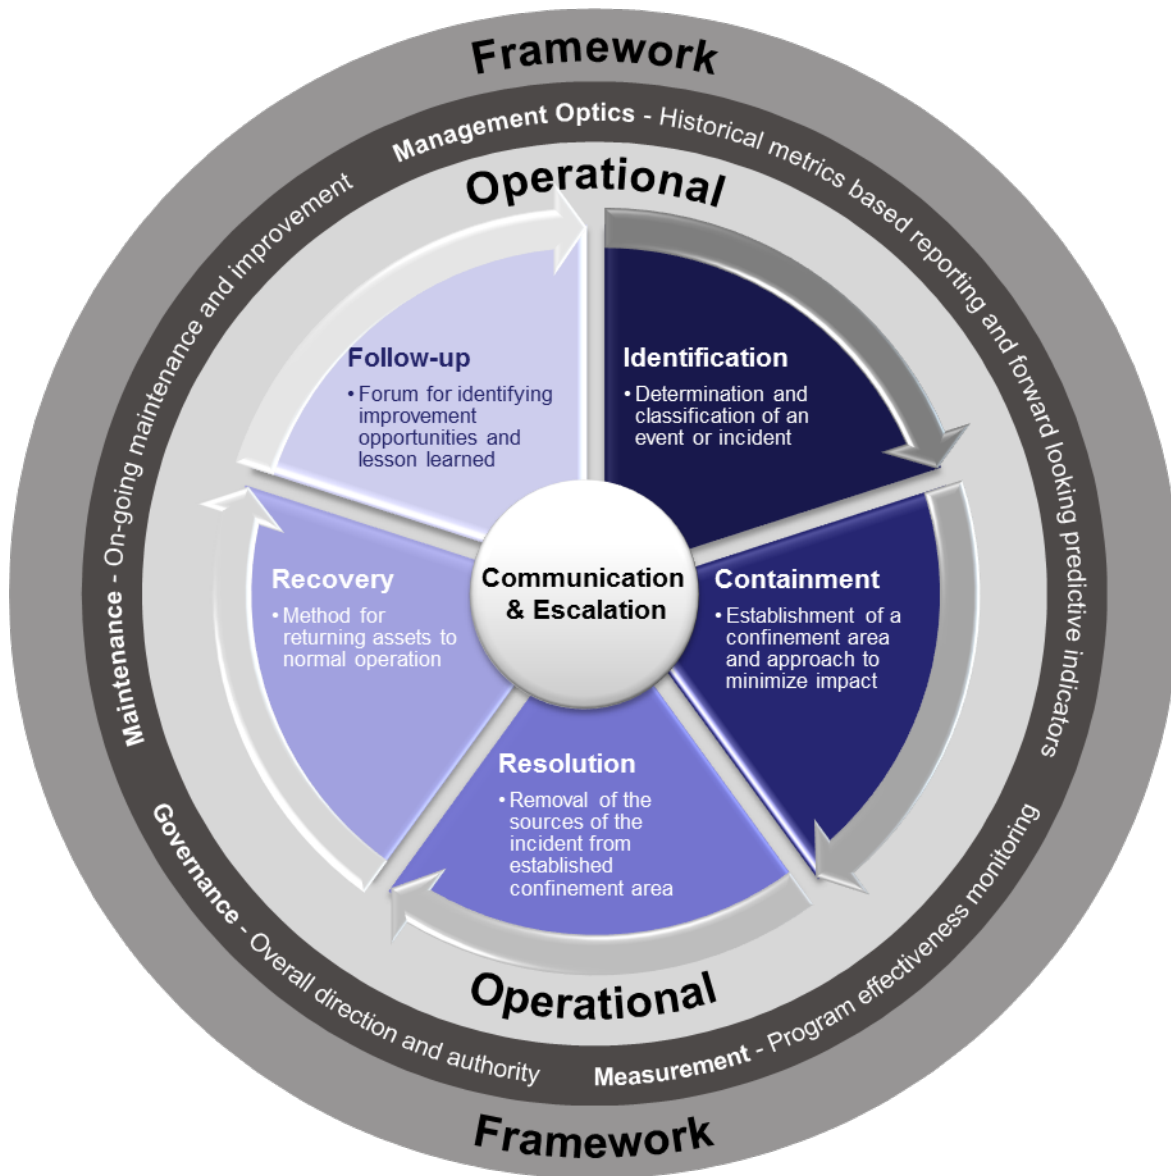 Framework
Management Optics - Historical metrics based reporting and forward looking predictive indicators
Maintenance - On-going maintenance and improvement
Operational
Follow-up
• Forum for identifying
improvement
opportunities and
lesson learned
Identification
• Determination and
classification of an
event or incident
Recovery
• Method for
returning assets to
normal operation
Communication
& Escalation
Containment
• Establishment of a
confinement area
and approach to
minimize impact
Resolution
• Removal of the
sources of the
incident from
established
confinement area
Operational
Governance - Overall direction and authority
Measurement - Program effectiveness monitoring
Framework